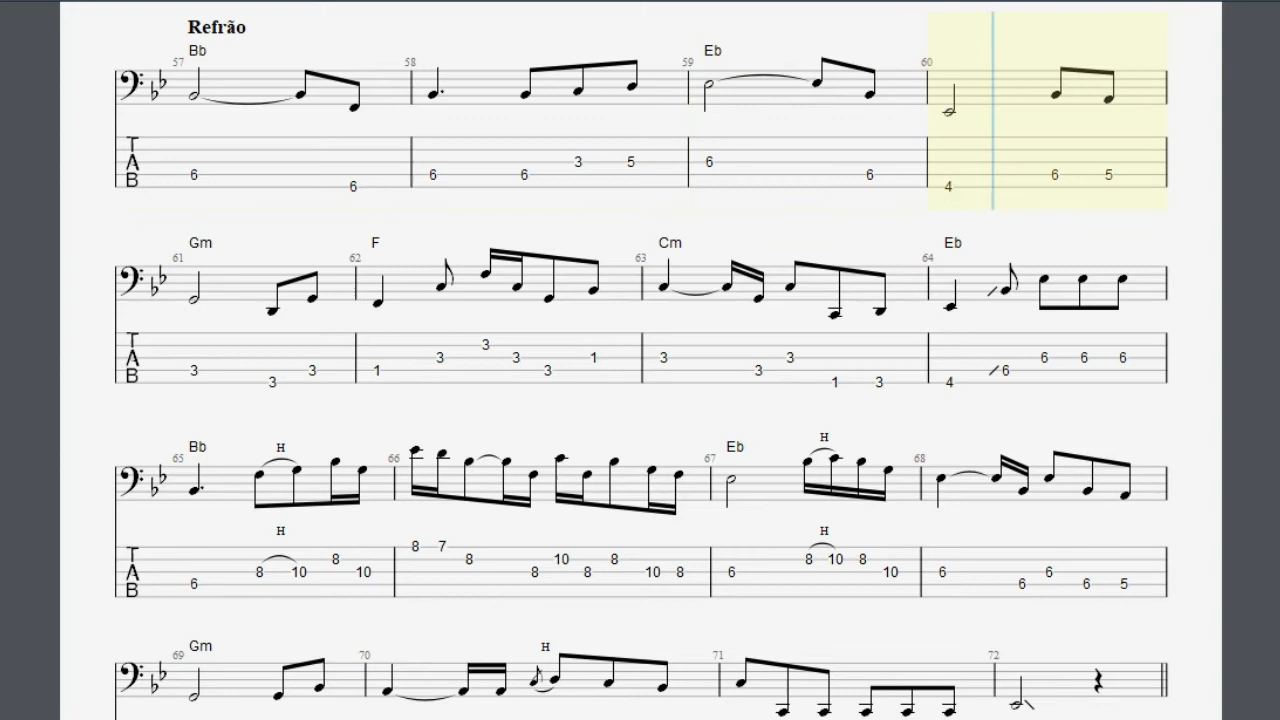 Refrão
Bb Eb
57 58 59 60
T
A
B
6 6 6 6 3 5 6 6 4 6 5
Gm F Cm Eb
61 62 63 64
T
A
B
3 3 3 1 3 3 3 3 1 3 3 3 1 3 4 6 6 6 6
Bb H Eb H
65 66 67 68
H H
T
A
B
6 8 10 8 10 8 7 8 8 10 8 8 10 8 6 8 10 8 10 6 6 6 6 5
Gm H
69 70 71 72